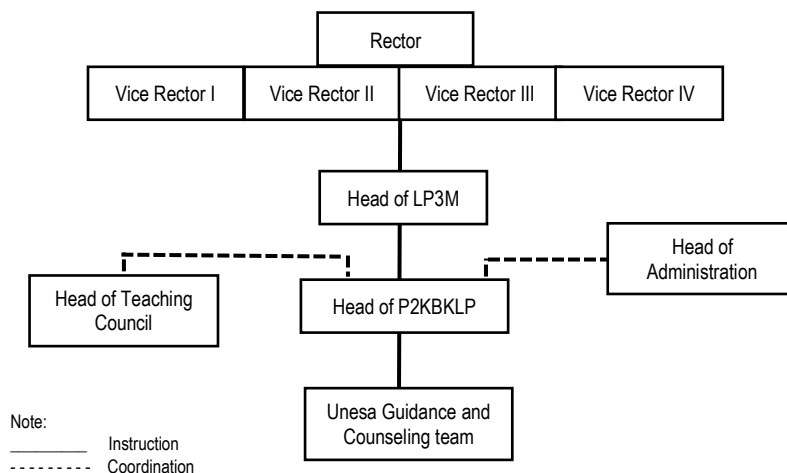 Rector
Vice Rector I
Vice Rector II
Vice Rector III
Vice Rector IV
Head of LP3M
Head of
Administration
Head of Teaching
Council
Head of P2KBKLP
Unesa Guidance and
Counseling team
Note:
_________ Instruction
- - - - - - - - - Coordination